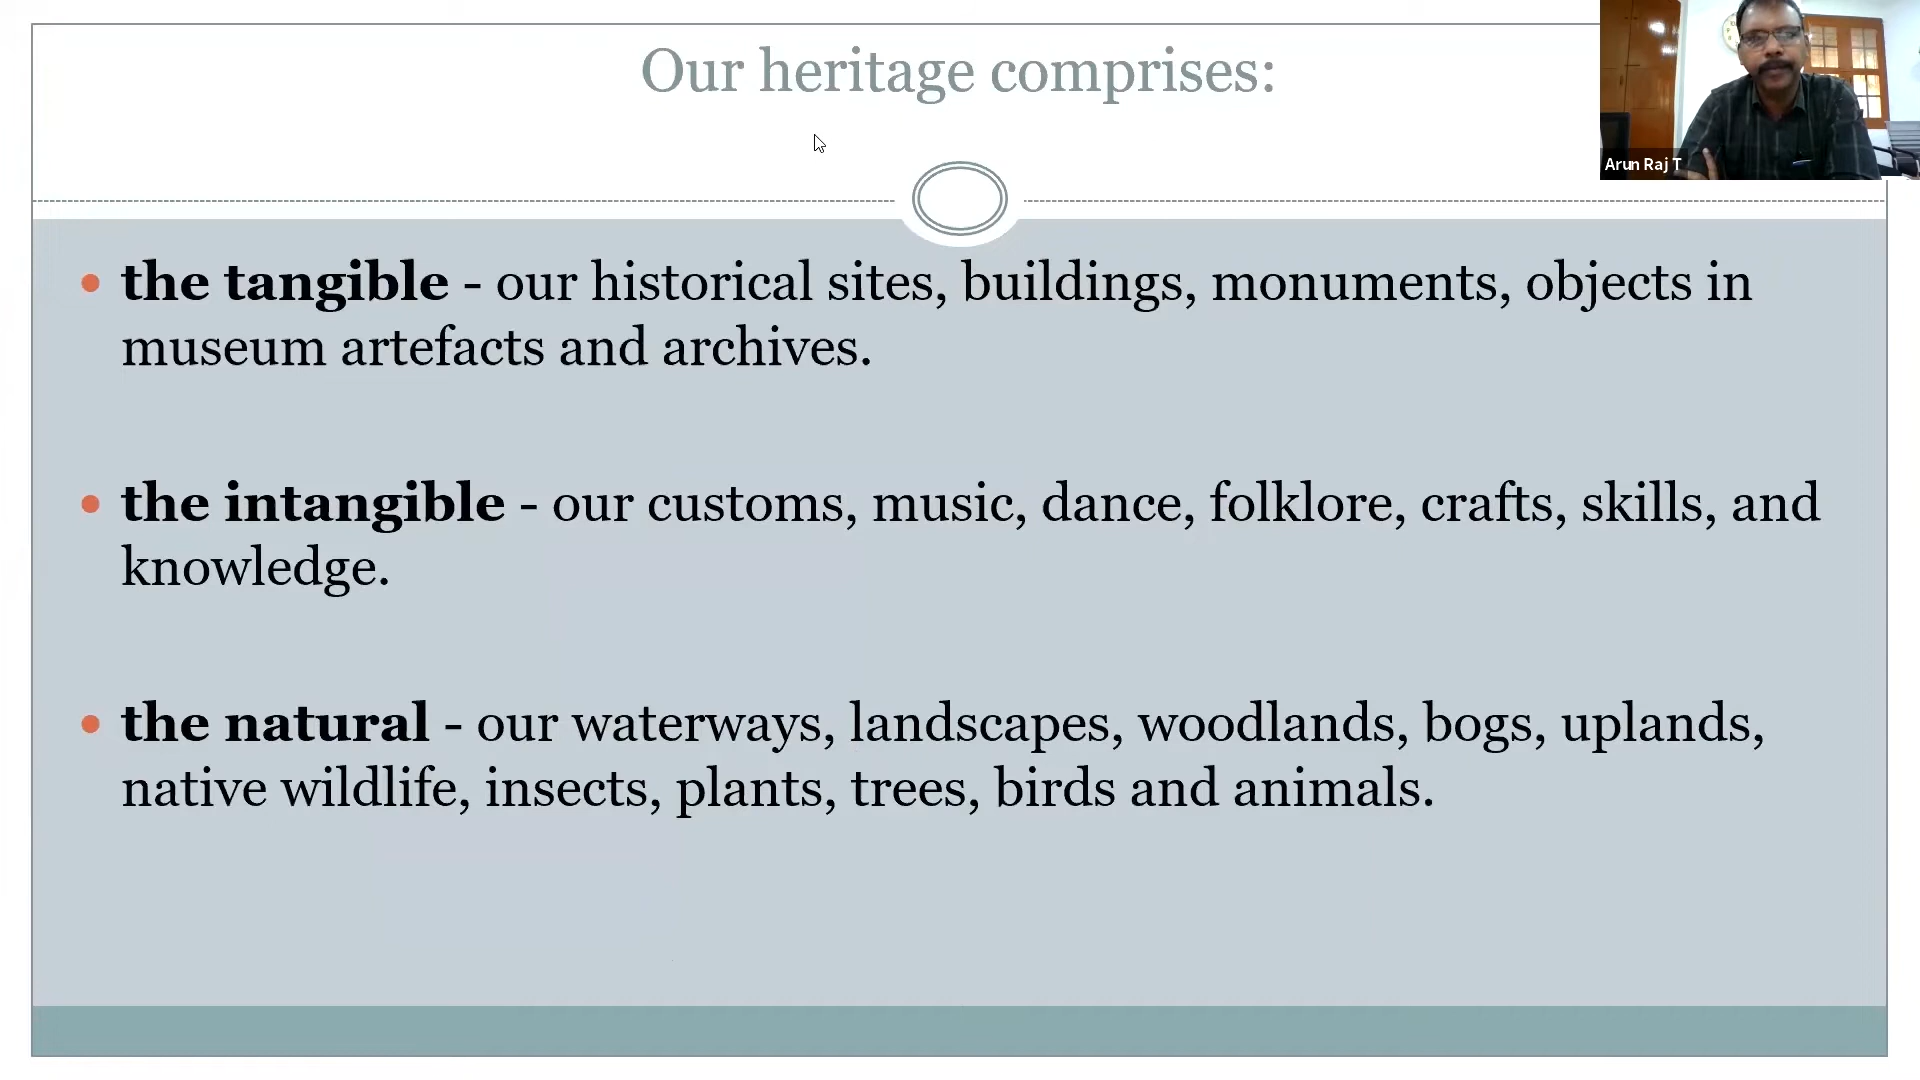 Our heritage comprises:
Arun Raj T
• the tangible - our historical sites, buildings, monuments, objects in
museum artefacts and archives.
• the intangible - our customs, music, dance, folklore, crafts, skills, and
knowledge.
• the natural - our waterways, landscapes, woodlands, bogs, uplands,
native wildlife, insects, plants, trees, birds and animals.